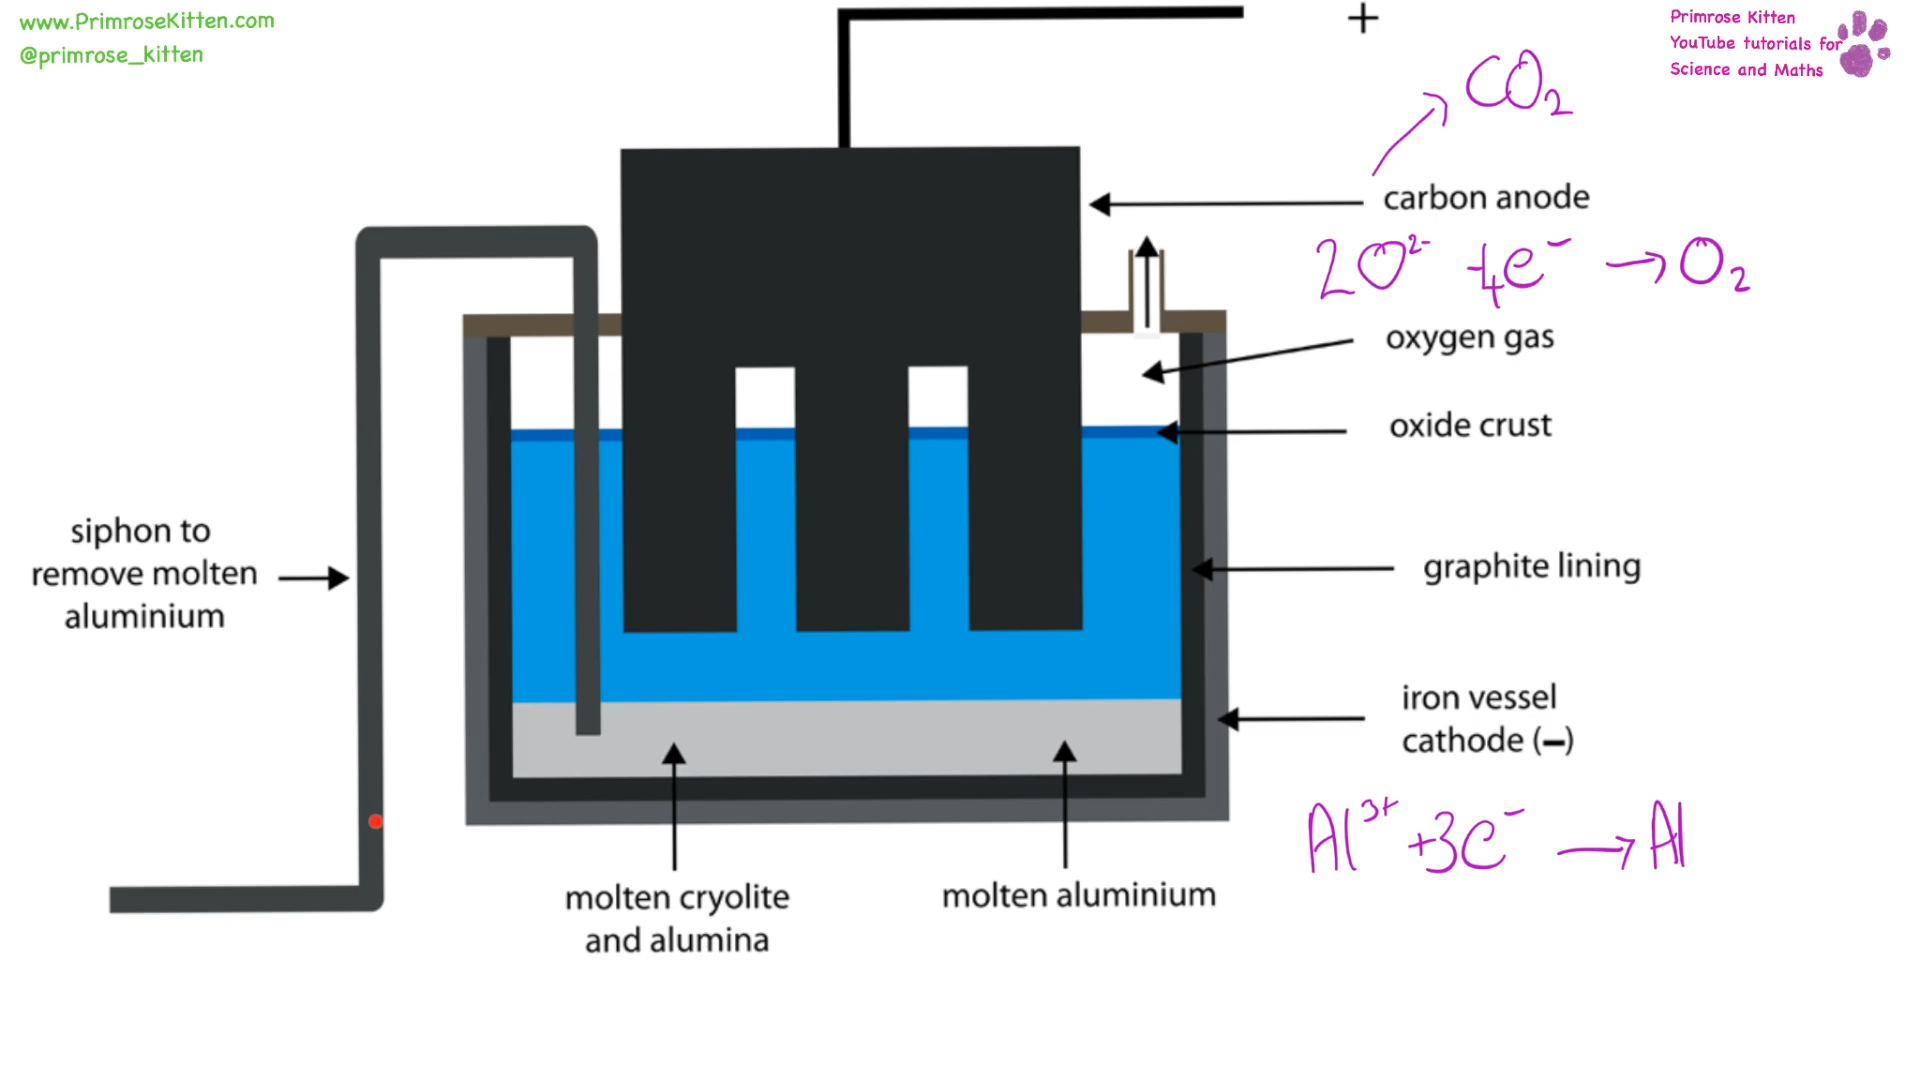 www.PrimroseKitten.com
@primrose_kitten
+
Primrose Kitten
YouTube tutorials for
Science and Maths
CO₂
carbon anode
2O²⁻ +4e⁻ → O₂
oxygen gas
oxide crust
siphon to
remove molten
aluminium
graphite lining
iron vessel
cathode (−)
Al³⁺ +3e⁻ → Al
molten cryolite
and alumina
molten aluminium